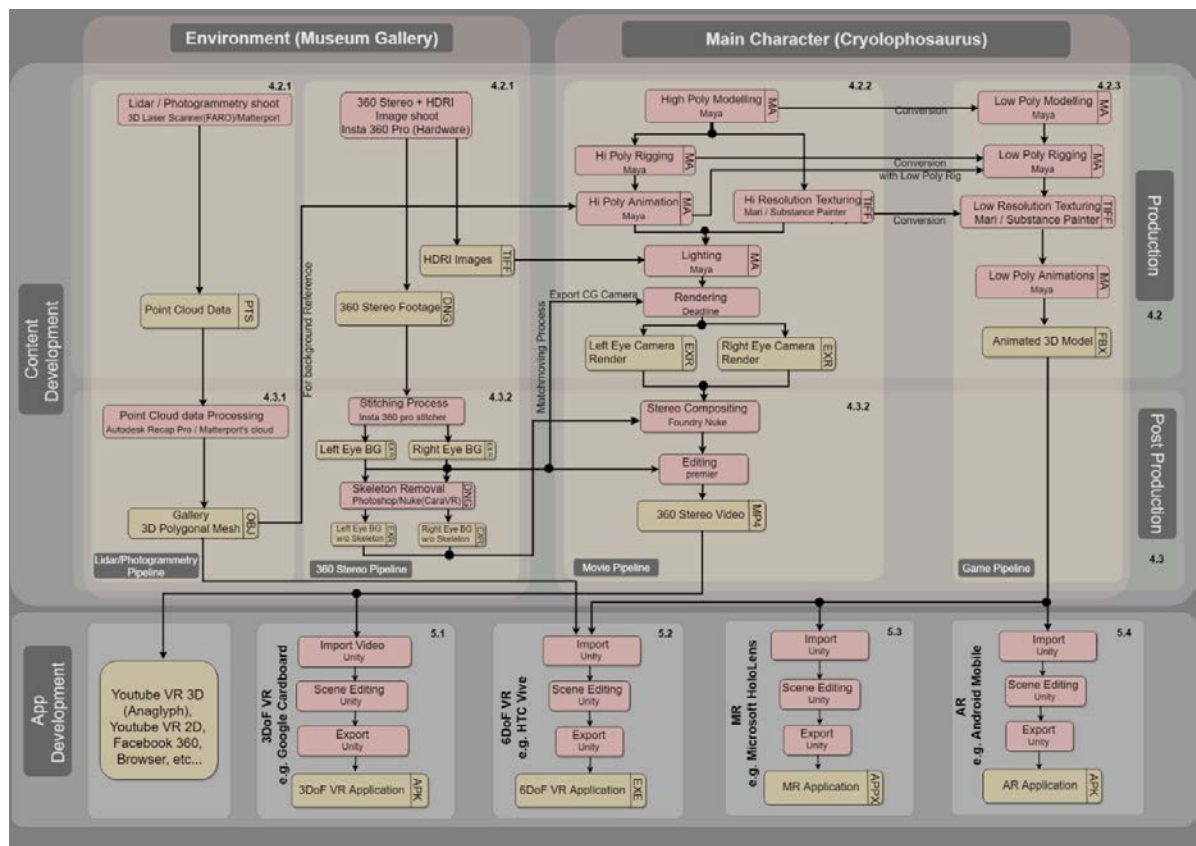 Environment (Museum Gallery)
Main Character (Cryolophosaurus)
Content
Development
Production
4.2
Post Production
4.3
App
Development
4.2.1
Lidar / Photogrammetry shoot
3D Laser Scanner(FARO)/Matterport
Point Cloud Data
PTS
4.3.1
Point Cloud data Processing
Autodesk Recap Pro / Matterport's cloud
Gallery
3D Polygonal Mesh
OBJ
Lidar/Photogrammetry
Pipeline
For background Reference
4.2.1
360 Stereo + HDRI
Image shoot
Insta 360 Pro (Hardware)
HDRI Images
TIFF
360 Stereo Footage
DNG
4.3.2
Stitching Process
Insta 360 pro stitcher
Left Eye BG
EXR
Right Eye BG
EXR
Skeleton Removal
Photoshop/Nuke(CaraVR)
DNG
Left Eye BG
w/o Skeleton
EXR
Right Eye BG
w/o Skeleton
EXR
360 Stereo Pipeline
Matchmoving Process
Export CG Camera
4.2.2
High Poly Modelling
Maya
MA
Hi Poly Rigging
Maya
MA
Hi Poly Animation
Maya
MA
Hi Resolution Texturing
Mari / Substance Painter
TIFF
Lighting
Maya
MA
Rendering
Deadline
Left Eye Camera
Render
EXR
Right Eye Camera
Render
EXR
4.3.2
Stereo Compositing
Foundry Nuke
Editing
premier
360 Stereo Video
MP4
Movie Pipeline
Conversion
Conversion
with Low Poly Rig
Conversion
4.2.3
Low Poly Modelling
Maya
MA
Low Poly Rigging
Maya
MA
Low Resolution Texturing
Mari / Substance Painter
TIFF
Low Poly Animations
Maya
MA
Animated 3D Model
FBX
Game Pipeline
Youtube VR 3D
(Anaglyph),
Youtube VR 2D,
Facebook 360,
Browser, etc...
5.1
3DoF VR
e.g. Google Cardboard
Import Video
Unity
Scene Editing
Unity
Export
Unity
3DoF VR Application
APK
5.2
6DoF VR
e.g. HTC Vive
Import
Unity
Scene Editing
Unity
Export
Unity
6DoF VR Application
EXE
5.3
MR
e.g. Microsoft HoloLens
Import
Unity
Scene Editing
Unity
Export
Unity
MR Application
APPX
5.4
AR
e.g. Android Mobile
Import
Unity
Scene Editing
Unity
Export
Unity
AR Application
APK